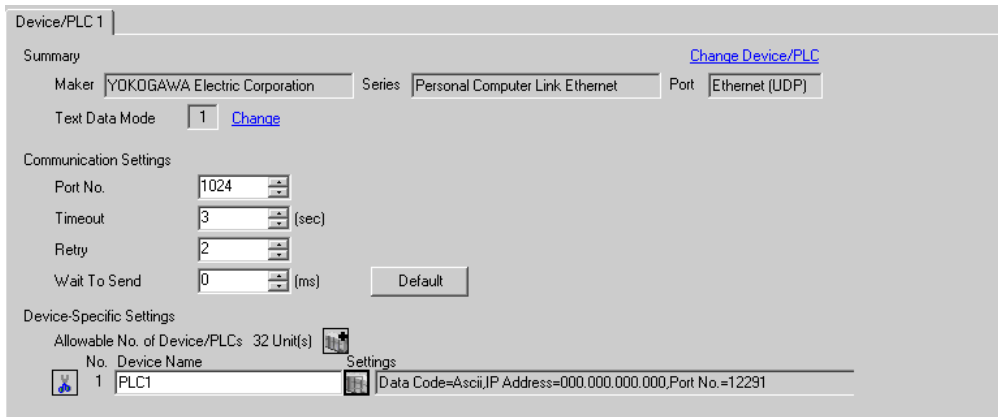 Device/PLC 1
Summary Change Device/PLC
Maker YOKOGAWA Electric Corporation Series Personal Computer Link Ethernet Port Ethernet (UDP)
Text Data Mode 1 Change
Communication Settings
Port No. 1024
Timeout 3 (sec)
Retry 2
Wait To Send 0 (ms) Default
Device-Specific Settings
Allowable No. of Device/PLCs 32 Unit(s)
No. Device Name Settings
1 PLC1 Data Code=Ascii,IP Address=000.000.000.000,Port No.=12291